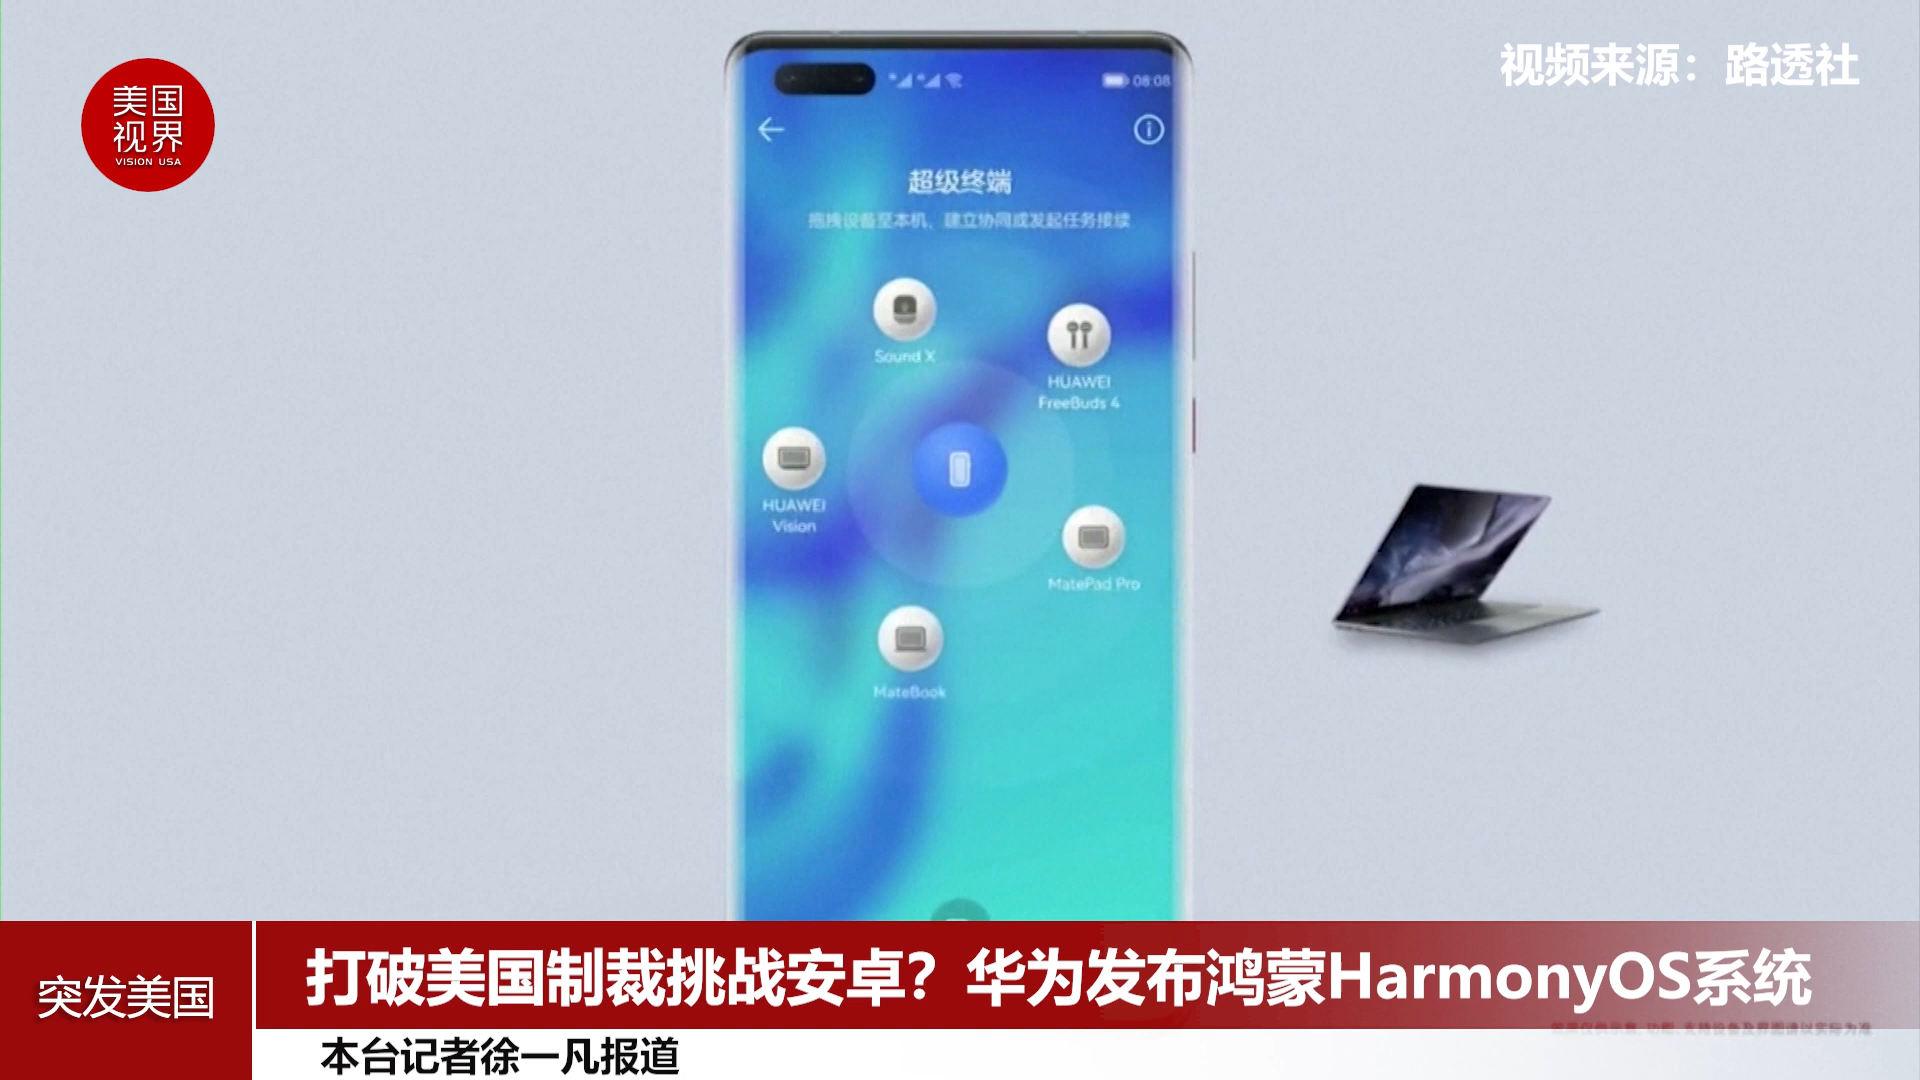 美国
视界
VISION USA
视频来源：路透社
08:08
超级终端
拖拽设备至本机，建立协同或发起任务接续
Sound X
HUAWEI
FreeBuds 4
HUAWEI
Vision
MatePad Pro
MateBook
突发美国
打破美国制裁挑战安卓？华为发布鸿蒙HarmonyOS系统
本台记者徐一凡报道